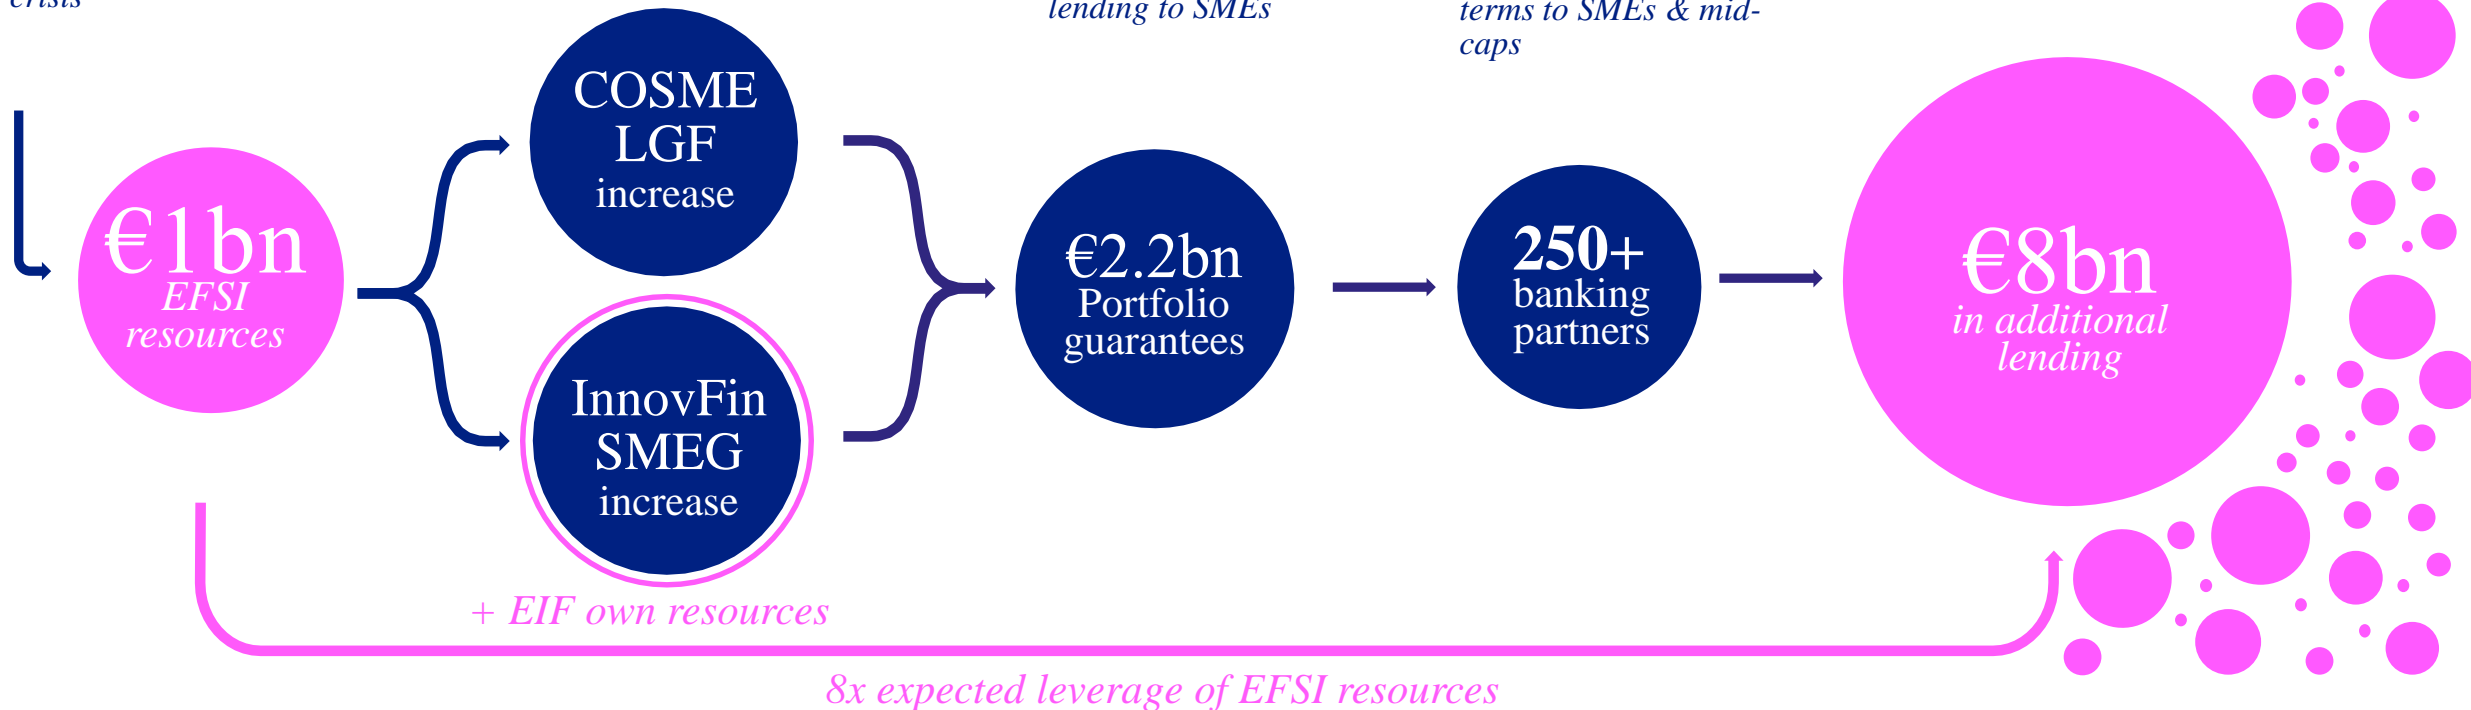 crisis
lending to SMEs
terms to SMEs & mid-
caps
€1bn
EFSI
resources
COSME
LGF
increase
InnovFin
SMEG
increase
+ EIF own resources
€2.2bn
Portfolio
guarantees
250+
banking
partners
€8bn
in additional
lending
8x expected leverage of EFSI resources